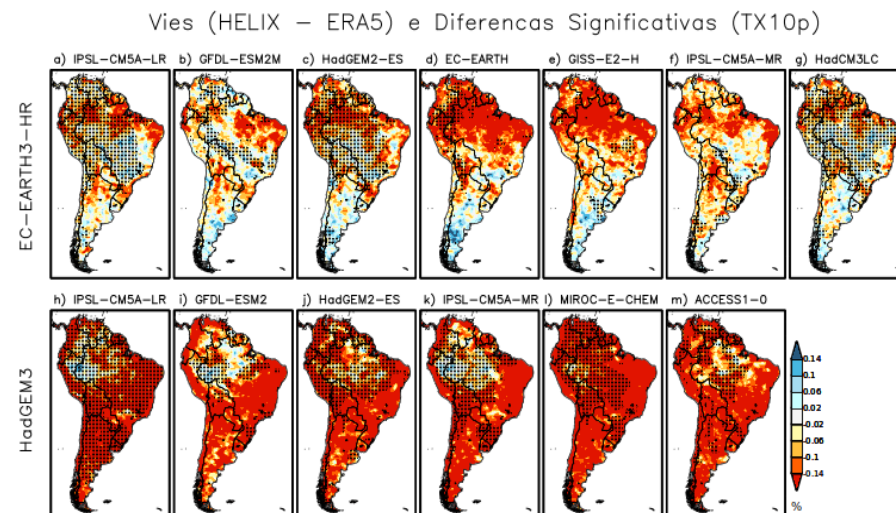 Vies (HELIX – ERA5) e Diferencas Significativas (TX10p)
a) IPSL-CM5A-LR b) GFDL-ESM2M c) HadGEM2-ES d) EC-EARTH e) GISS-E2-H f) IPSL-CM5A-MR g) HadCM3LC
EC-EARTH3-HR
h) IPSL-CM5A-LR i) GFDL-ESM2 j) HadGEM2-ES k) IPSL-CM5A-MR l) MIROC-E-CHEM m) ACCESS1-0
HadGEM3
0.14
0.1
0.06
0.02
-0.02
-0.06
-0.1
-0.14
%